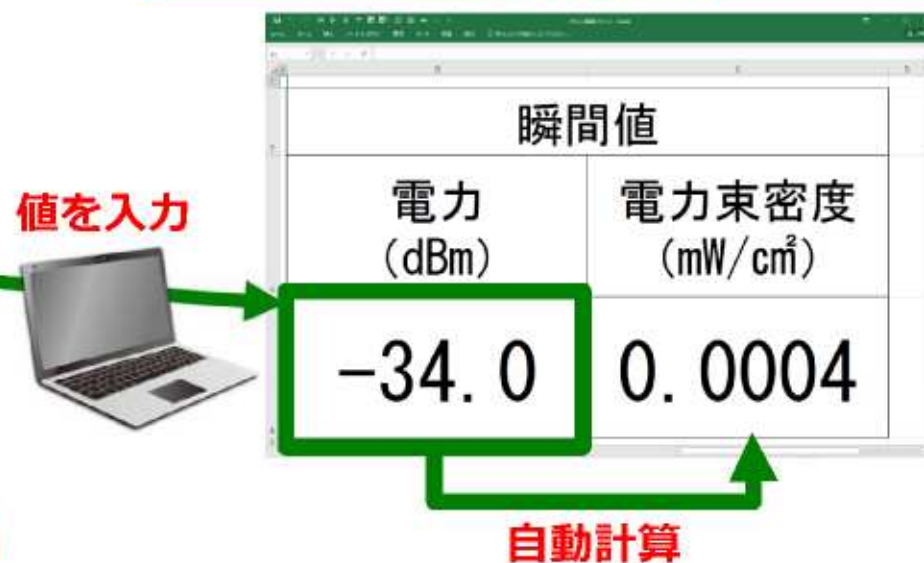 瞬間値
値を入力
電力
(dBm)
電力束密度
(mW/c㎡)
-34.0
0.0004
自動計算